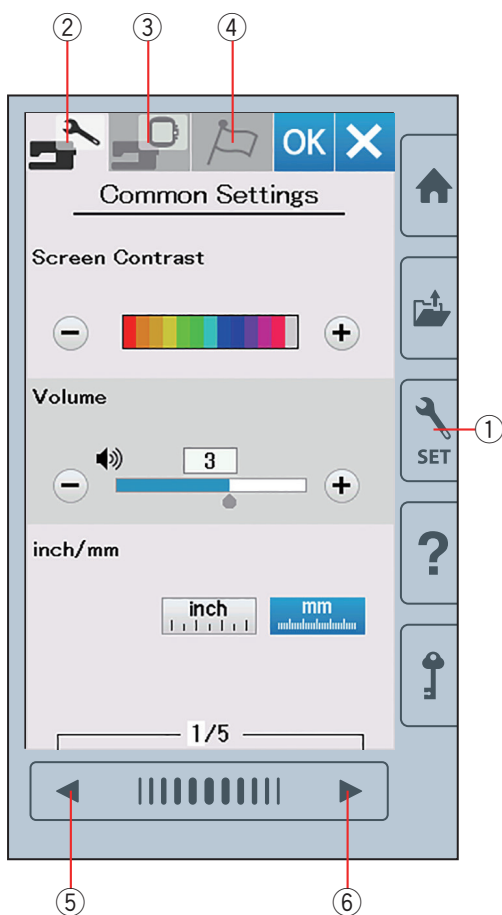 ② ③ ④
OK
Common Settings
Screen Contrast
Volume
3
①
SET
?
inch/mm
inch mm
1/5
⑤ ⑥